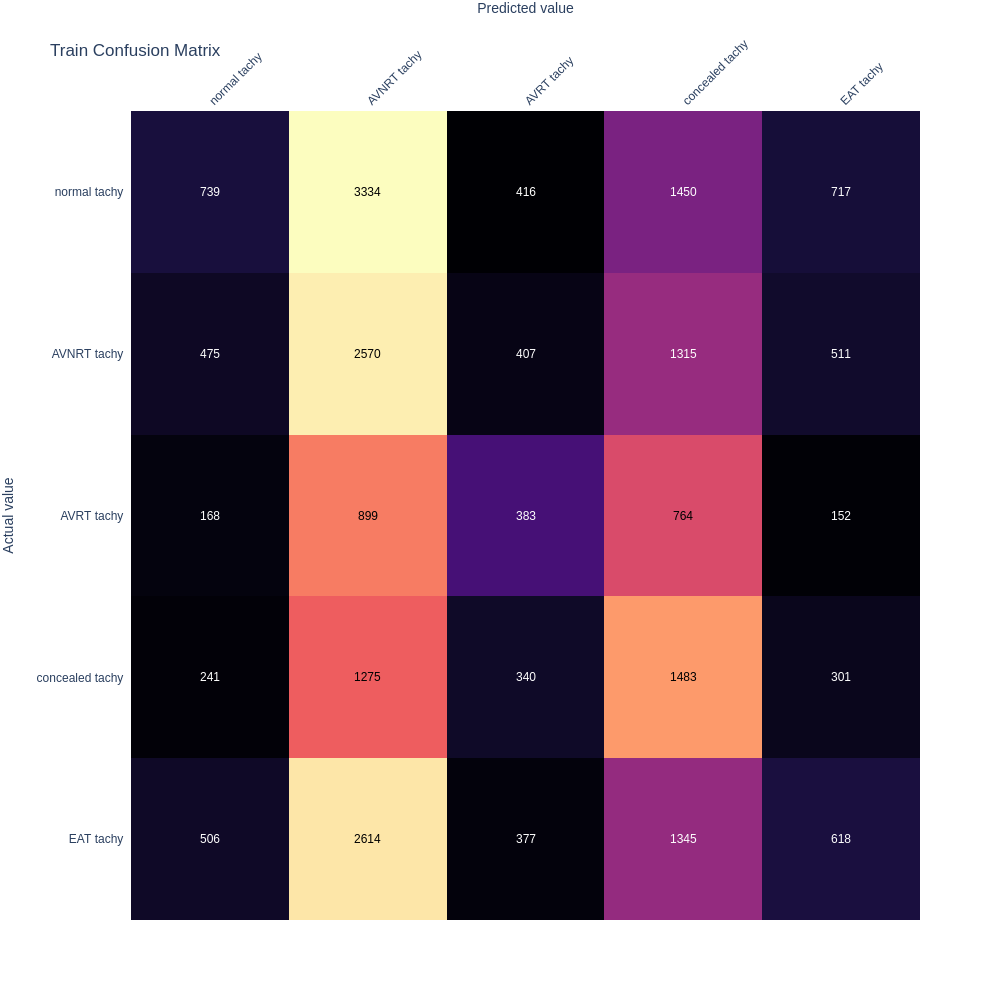 Predicted value
Train Confusion Matrix
normal tachy AVNRT tachy AVRT tachy concealed tachy EAT tachy
normal tachy 739 3334 416 1450 717
AVNRT tachy 475 2570 407 1315 511
Actual value
AVRT tachy 168 899 383 764 152
concealed tachy 241 1275 340 1483 301
EAT tachy 506 2614 377 1345 618